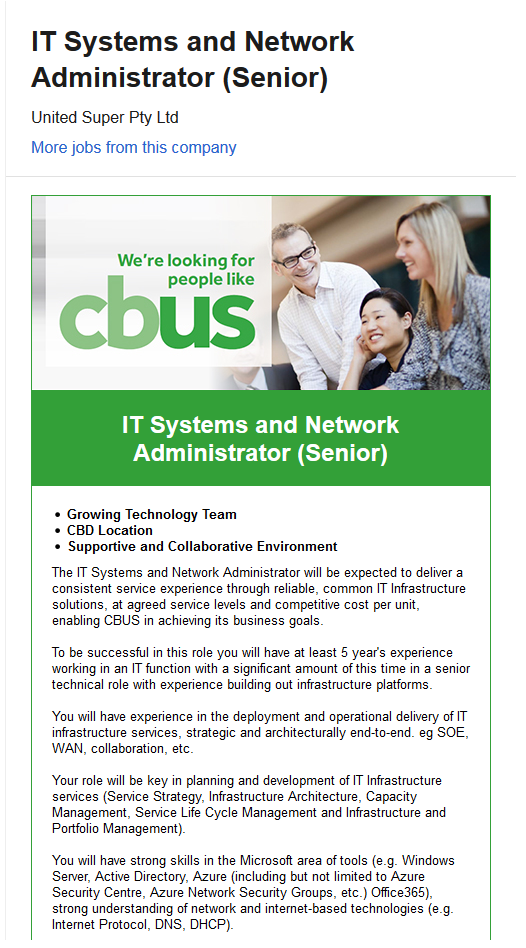 IT Systems and Network
Administrator (Senior)
United Super Pty Ltd
More jobs from this company
We're looking for
people like
cbus
IT Systems and Network
Administrator (Senior)
• Growing Technology Team
• CBD Location
• Supportive and Collaborative Environment
The IT Systems and Network Administrator will be expected to deliver a
consistent service experience through reliable, common IT Infrastructure
solutions, at agreed service levels and competitive cost per unit,
enabling CBUS in achieving its business goals.
To be successful in this role you will have at least 5 year's experience
working in an IT function with a significant amount of this time in a senior
technical role with experience building out infrastructure platforms.
You will have experience in the deployment and operational delivery of IT
infrastructure services, strategic and architecturally end-to-end. eg SOE,
WAN, collaboration, etc.
Your role will be key in planning and development of IT Infrastructure
services (Service Strategy, Infrastructure Architecture, Capacity
Management, Service Life Cycle Management and Infrastructure and
Portfolio Management).
You will have strong skills in the Microsoft area of tools (e.g. Windows
Server, Active Directory, Azure (including but not limited to Azure
Security Centre, Azure Network Security Groups, etc.) Office365),
strong understanding of network and internet-based technologies (e.g.
Internet Protocol, DNS, DHCP).